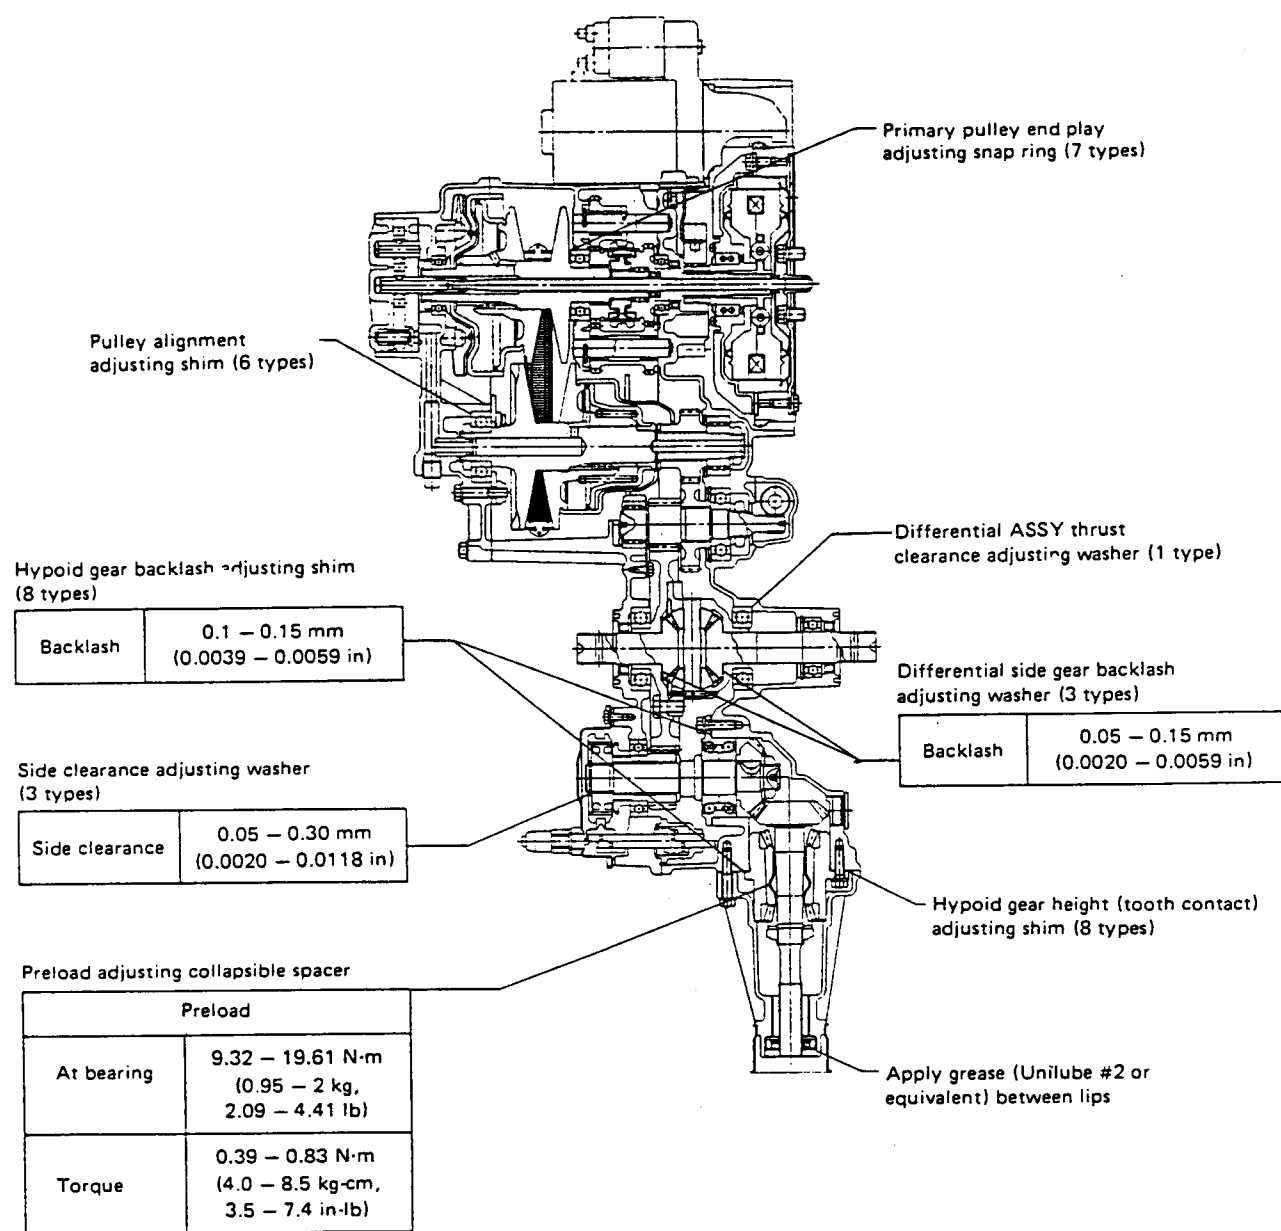 Primary pulley end play
adjusting snap ring (7 types)
Pulley alignment
adjusting shim (6 types)
Differential ASSY thrust
clearance adjusting washer (1 type)
Hypoid gear backlash adjusting shim
(8 types)
Backlash
0.1 – 0.15 mm
(0.0039 – 0.0059 in)
Differential side gear backlash
adjusting washer (3 types)
Backlash
0.05 – 0.15 mm
(0.0020 – 0.0059 in)
Side clearance adjusting washer
(3 types)
Side clearance
0.05 – 0.30 mm
(0.0020 – 0.0118 in)
Hypoid gear height (tooth contact)
adjusting shim (8 types)
Preload adjusting collapsible spacer
Preload
At bearing
9.32 – 19.61 N·m
(0.95 – 2 kg,
2.09 – 4.41 lb)
Torque
0.39 – 0.83 N·m
(4.0 – 8.5 kg-cm,
3.5 – 7.4 in-lb)
Apply grease (Unilube #2 or
equivalent) between lips